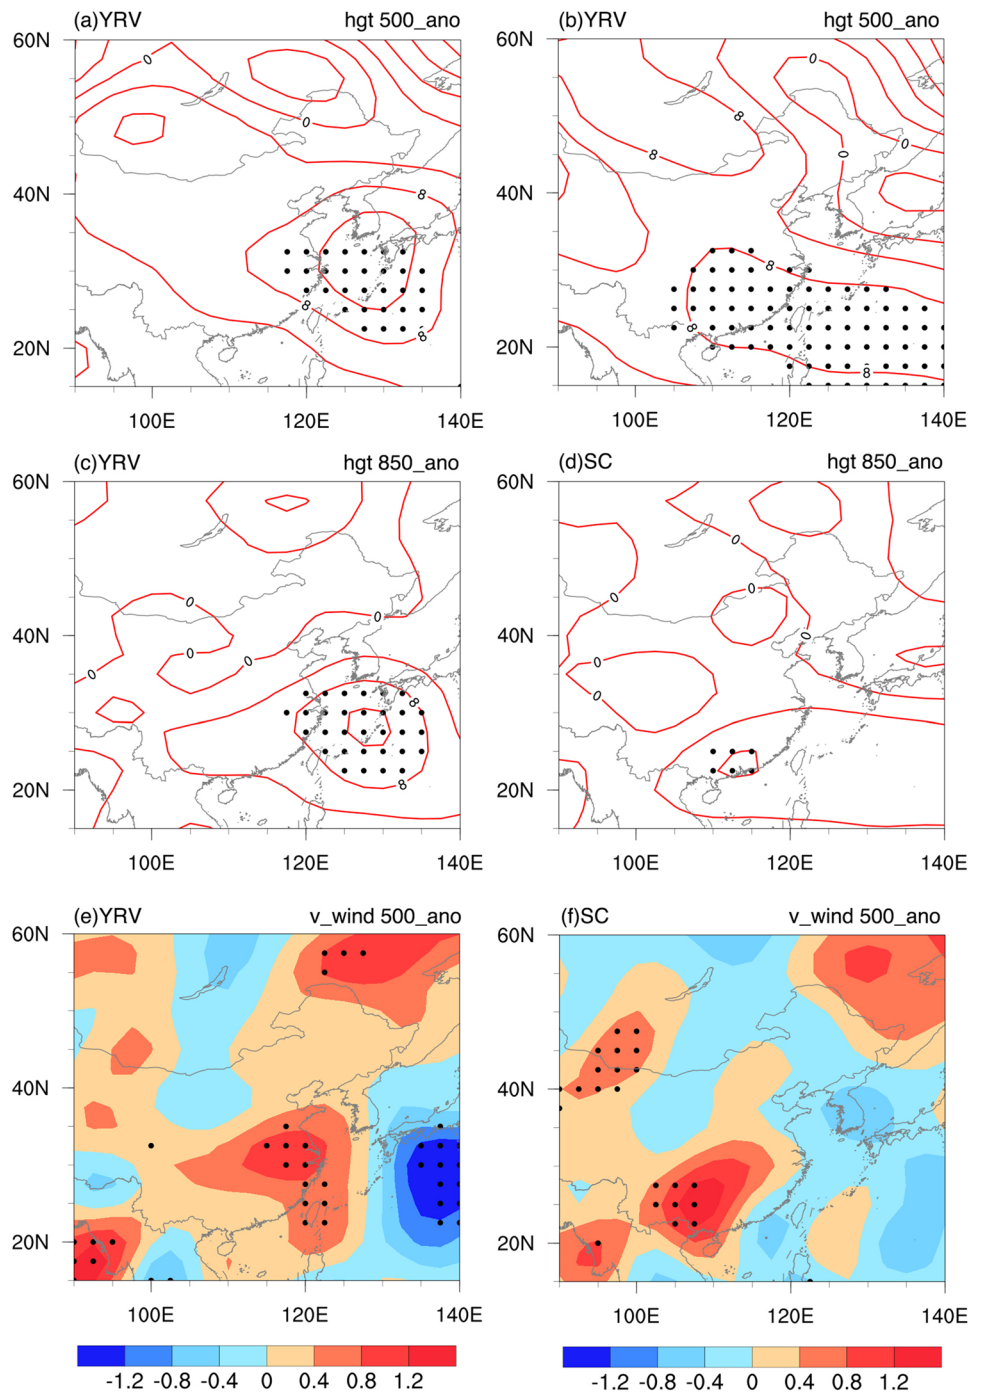 (a)YRV hgt 500_ano
(b)YRV hgt 500_ano
60N
40N
20N
0
0
8
8
8
100E 120E 140E
60N
40N
20N
0
8
8
0
0
8
8
8
100E 120E 140E
(c)YRV hgt 850_ano
(d)SC hgt 850_ano
60N
40N
20N
0
0
0
0
0
8
8
100E 120E 140E
60N
40N
20N
0
0
0
0
0
0
100E 120E 140E
(e)YRV v_wind 500_ano
(f)SC v_wind 500_ano
60N
40N
20N
100E 120E 140E
60N
40N
20N
100E 120E 140E
-1.2 -0.8 -0.4 0 0.4 0.8 1.2
-1.2 -0.8 -0.4 0 0.4 0.8 1.2